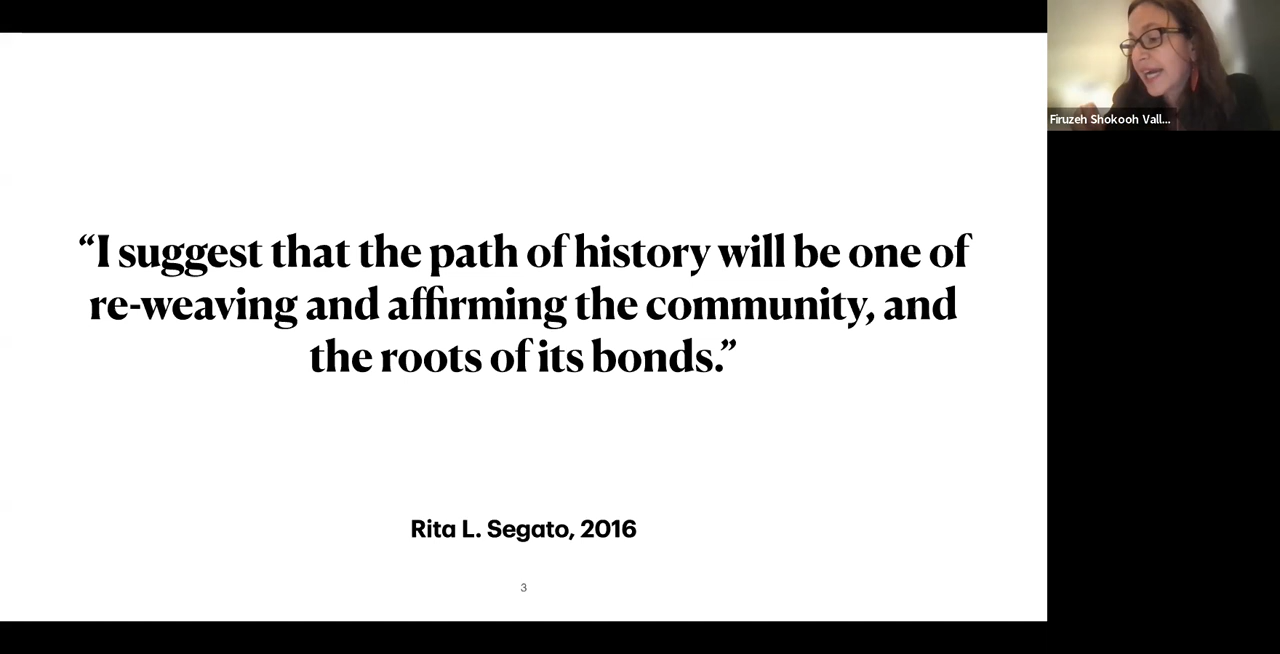 “I suggest that the path of history will be one of
re-weaving and affirming the community, and
the roots of its bonds.”
Rita L. Segato, 2016
3
Firuzeh Shokooh Vall...